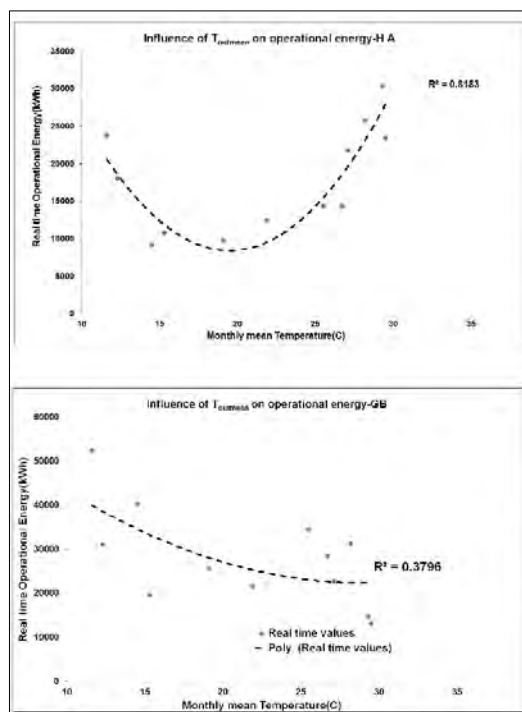 Influence of Toutmean on operational energy-H A
35000
30000
25000
20000
15000
10000
5000
0
Real time Operational Energy(kWh)
R² = 0.8183
10 15 20 25 30 35
Monthly mean Temperature(C)
Influence of Toutmean on operational energy-GB
60000
50000
40000
30000
20000
10000
0
Real time Operational Energy(kWh)
R² = 0.3796
Real time values
Poly. (Real time values)
10 15 20 25 30 35
Monthly mean Temperature(C)